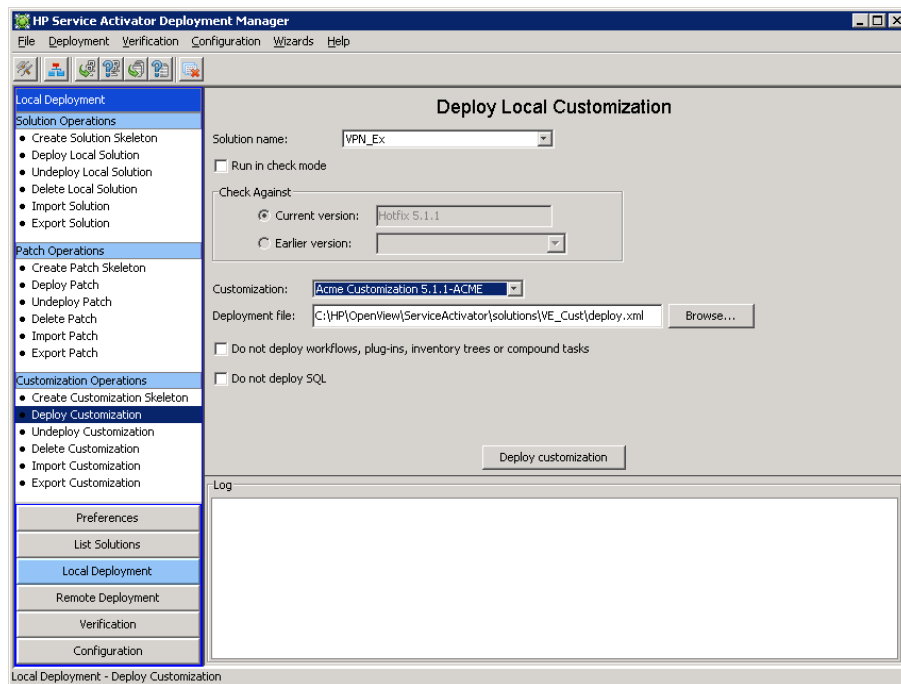 HP Service Activator Deployment Manager
File Deployment Verification Configuration Wizards Help
Local Deployment
Solution Operations
• Create Solution Skeleton
• Deploy Local Solution
• Undeploy Local Solution
• Delete Local Solution
• Import Solution
• Export Solution
Patch Operations
• Create Patch Skeleton
• Deploy Patch
• Undeploy Patch
• Delete Patch
• Import Patch
• Export Patch
Customization Operations
• Create Customization Skeleton
• Deploy Customization
• Undeploy Customization
• Delete Customization
• Import Customization
• Export Customization
Preferences
List Solutions
Local Deployment
Remote Deployment
Verification
Configuration
Deploy Local Customization
Solution name: VPN_Ex
Run in check mode
Check Against
Current version: Hotfix 5.1.1
Earlier version:
Customization: Acme Customization 5.1.1-ACME
Deployment file: C:\HP\OpenView\ServiceActivator\solutions\VE_Cust\deploy.xml Browse...
Do not deploy workflows, plug-ins, inventory trees or compound tasks
Do not deploy SQL
Deploy customization
Log
Local Deployment - Deploy Customization